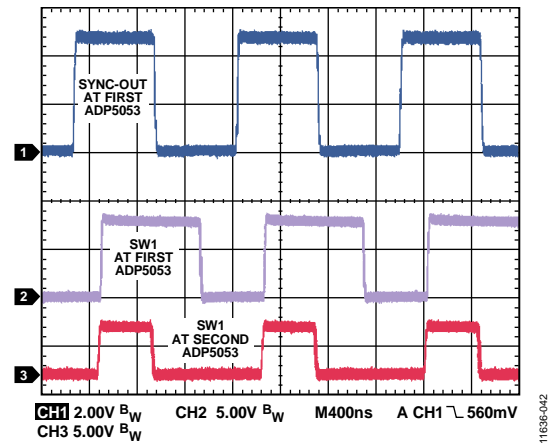 SYNC-OUT
AT FIRST
ADP5053
1
SW1
AT FIRST
ADP5053
2
SW1
AT SECOND
ADP5053
3
CH1 2.00V BW CH2 5.00V BW M400ns A CH1 560mV
CH3 5.00V BW
11636-042